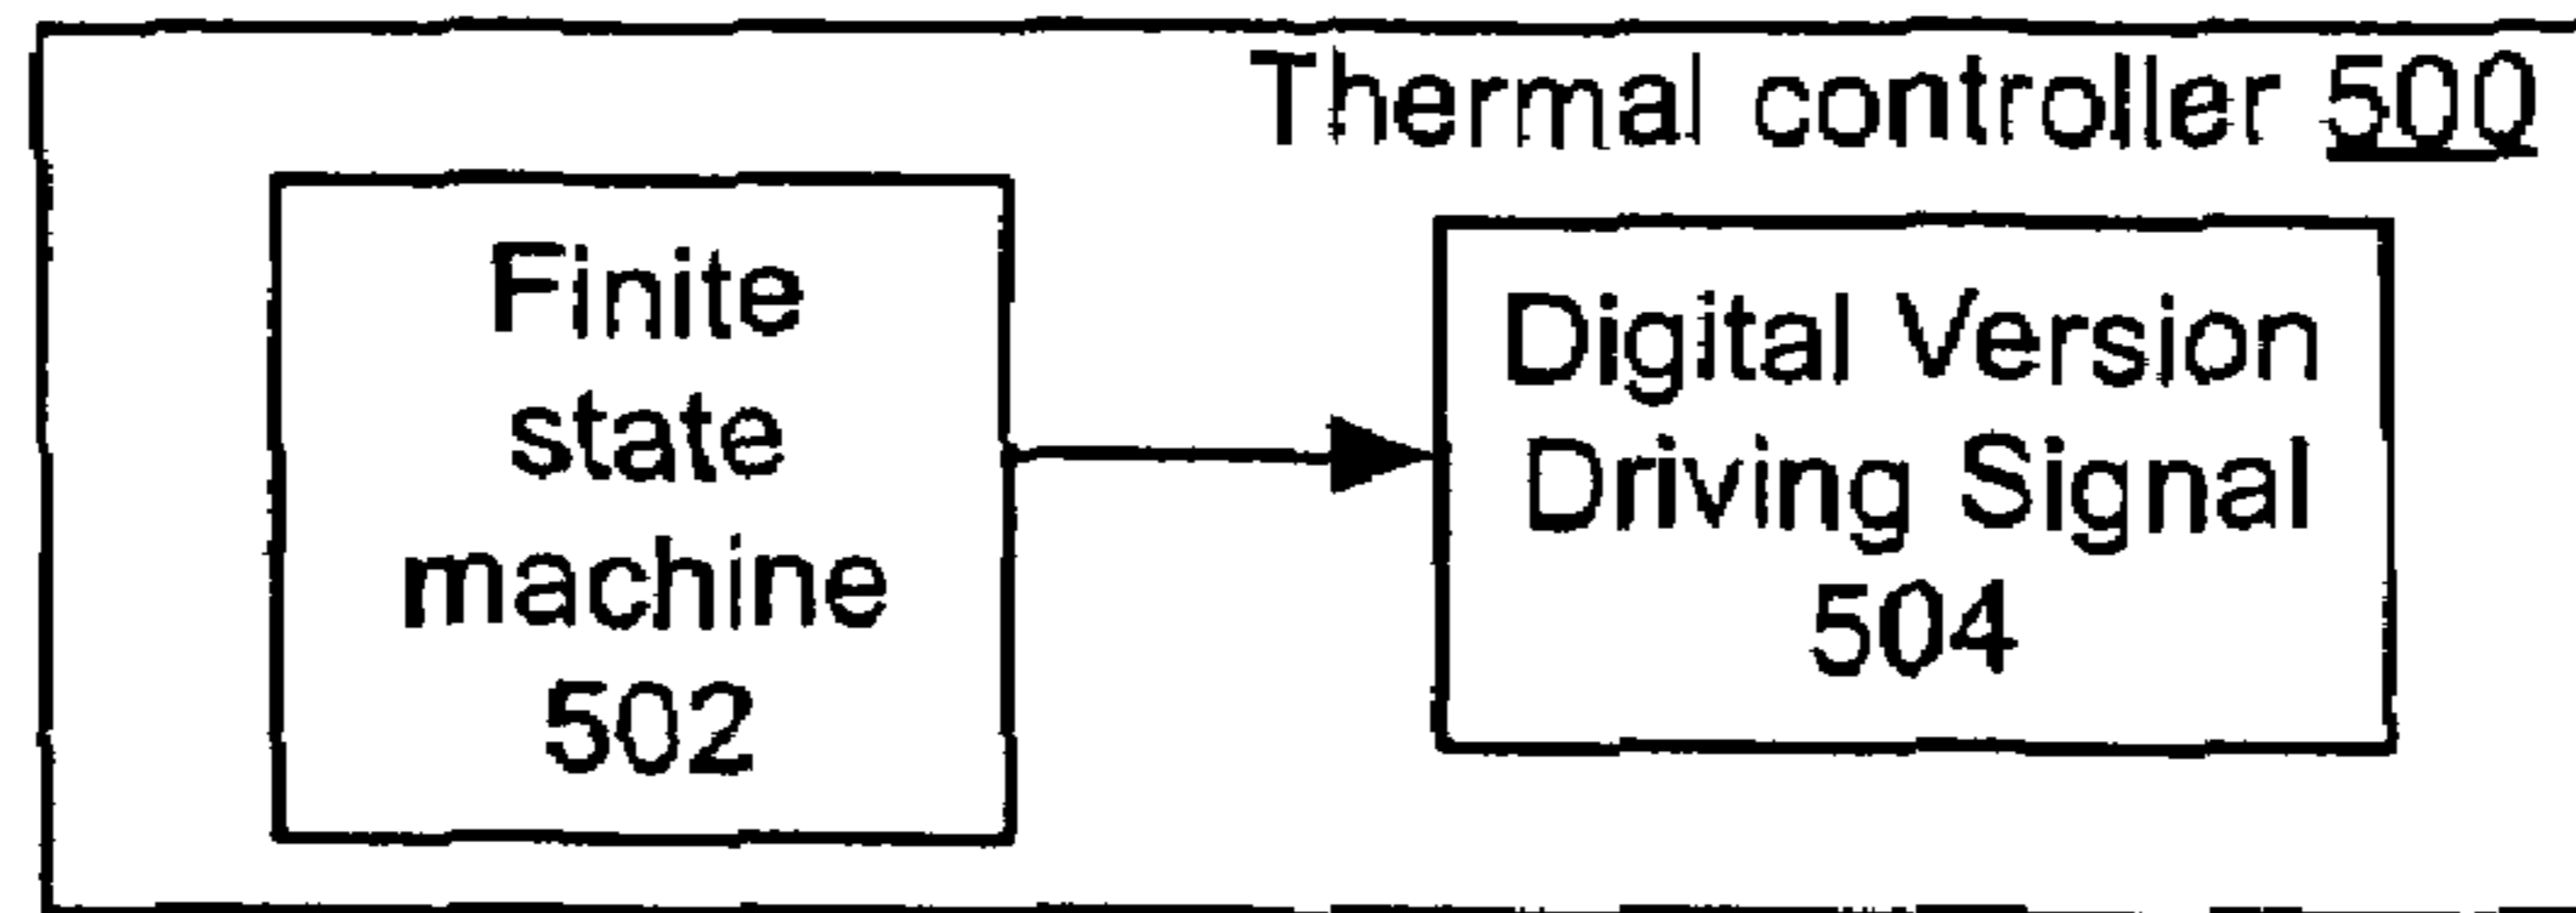 Thermal controller 500
Finite
state
machine
502
Digital Version
Driving Signal
504